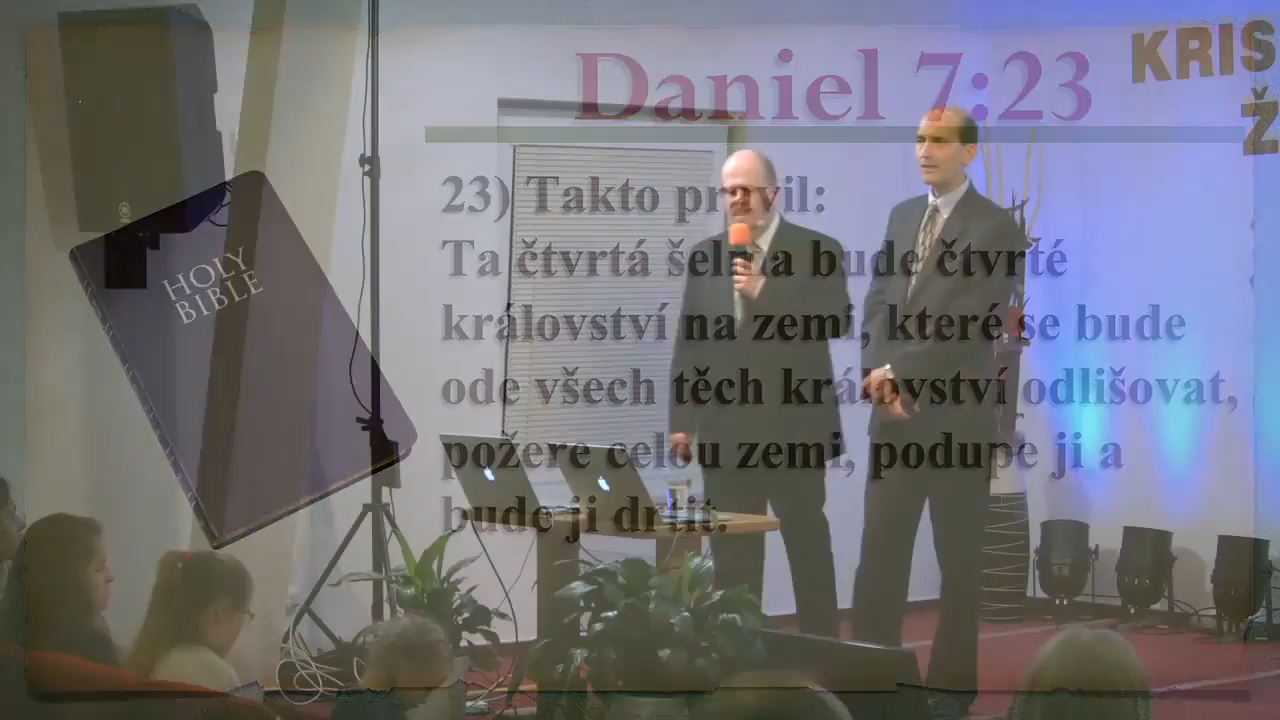 Daniel 7:23
KRIS
Ž
23) Takto pravil:
Ta čtvrtá šelma bude čtvrté
království na zemi, které se bude
ode všech těch království odlišovat,
požere celou zemi, podupe ji a
bude ji drtit.
HOLY
BIBLE